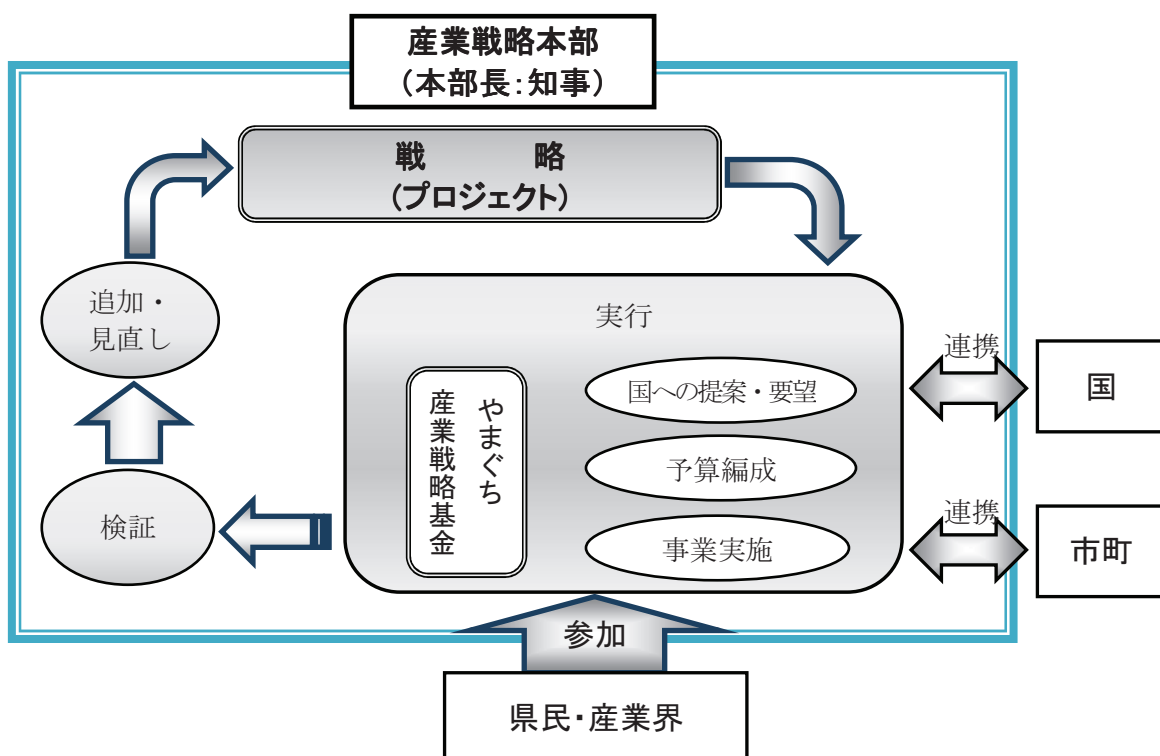 産業戦略本部
（本部長：知事）
戦　　　略
(プロジェクト)
追加・
見直し
実行
国への提案・要望
やまぐち
産業戦略基金
予算編成
事業実施
検証
連携
国
連携
市町
参加
県民・産業界